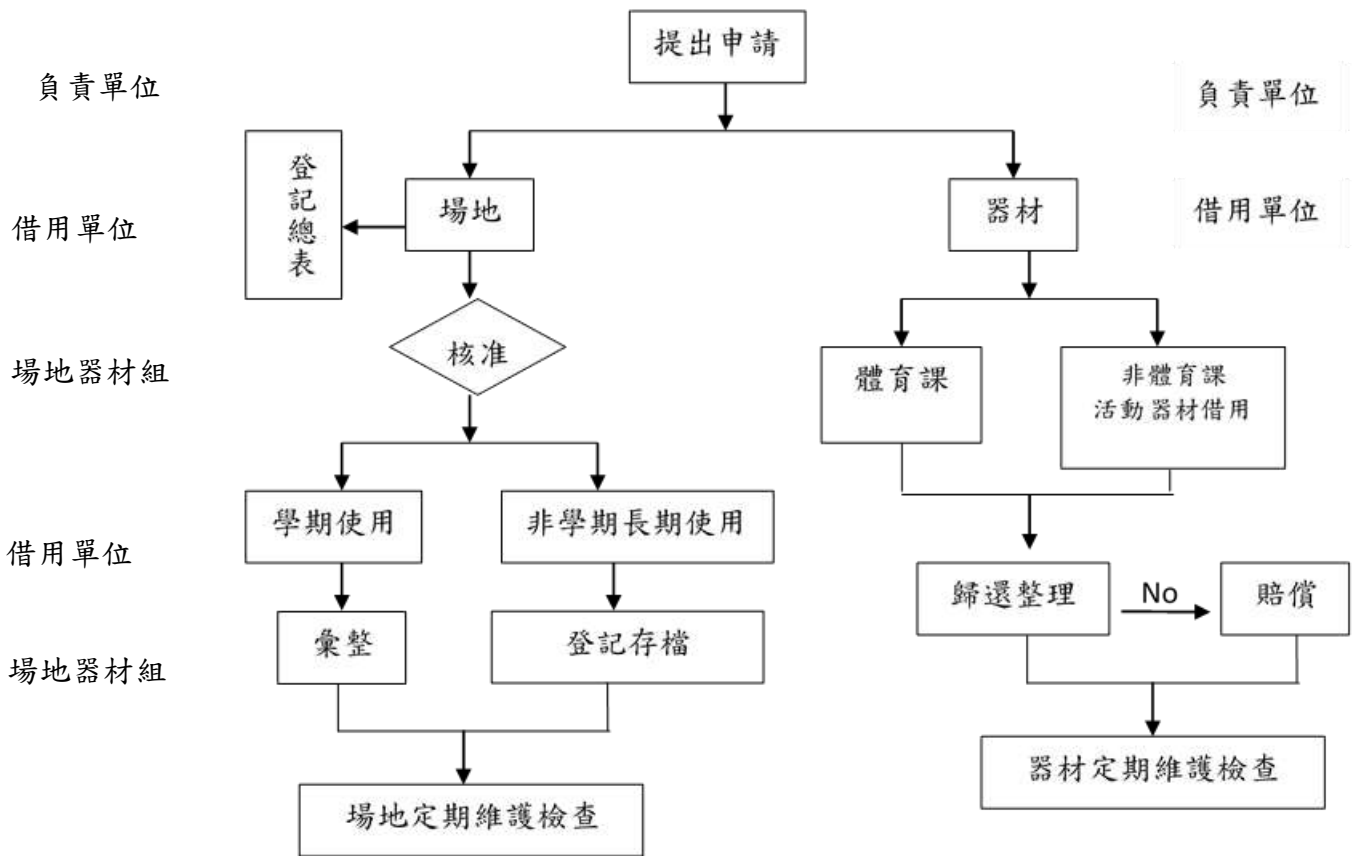 提出申請
負責單位
負責單位
登記總表
場地
器材
借用單位
借用單位
核准
場地器材組
體育課
非體育課
活動器材借用
學期使用
非學期長期使用
借用單位
歸還整理
No
賠償
彙整
登記存檔
場地器材組
器材定期維護檢查
場地定期維護檢查